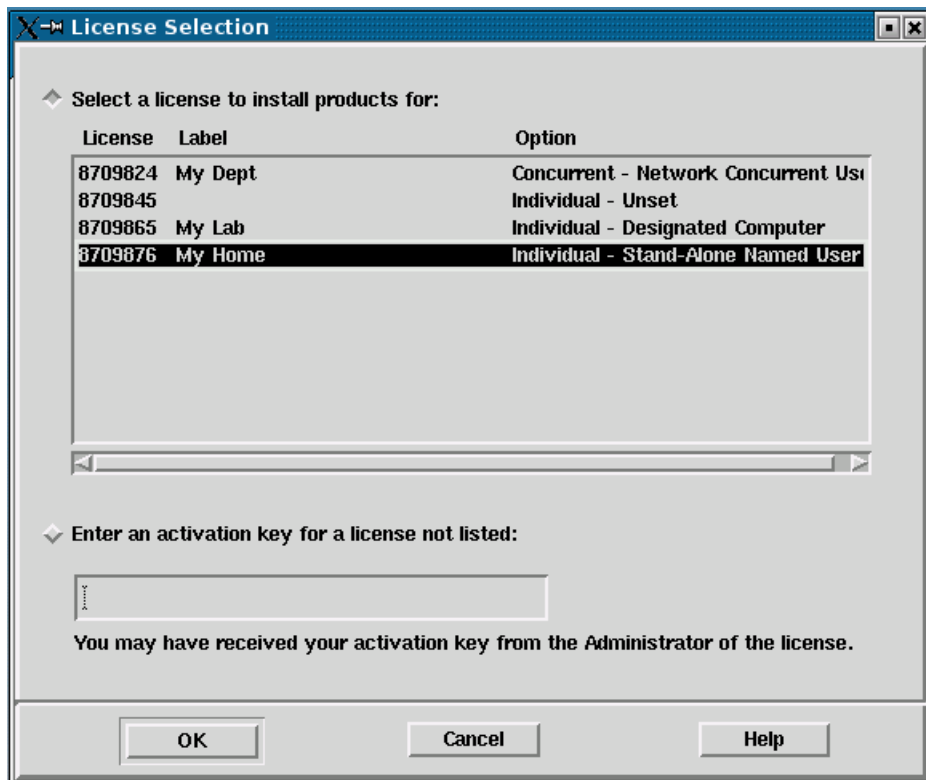 License Selection
Select a license to install products for:
License Label Option
8709824 My Dept Concurrent - Network Concurrent
8709845 Individual - Unset
8709865 My Lab Individual - Designated Computer
8709876 My Home Individual - Stand-Alone Named User
Enter an activation key for a license not listed:
You may have received your activation key from the Administrator of the license.
OK Cancel Help